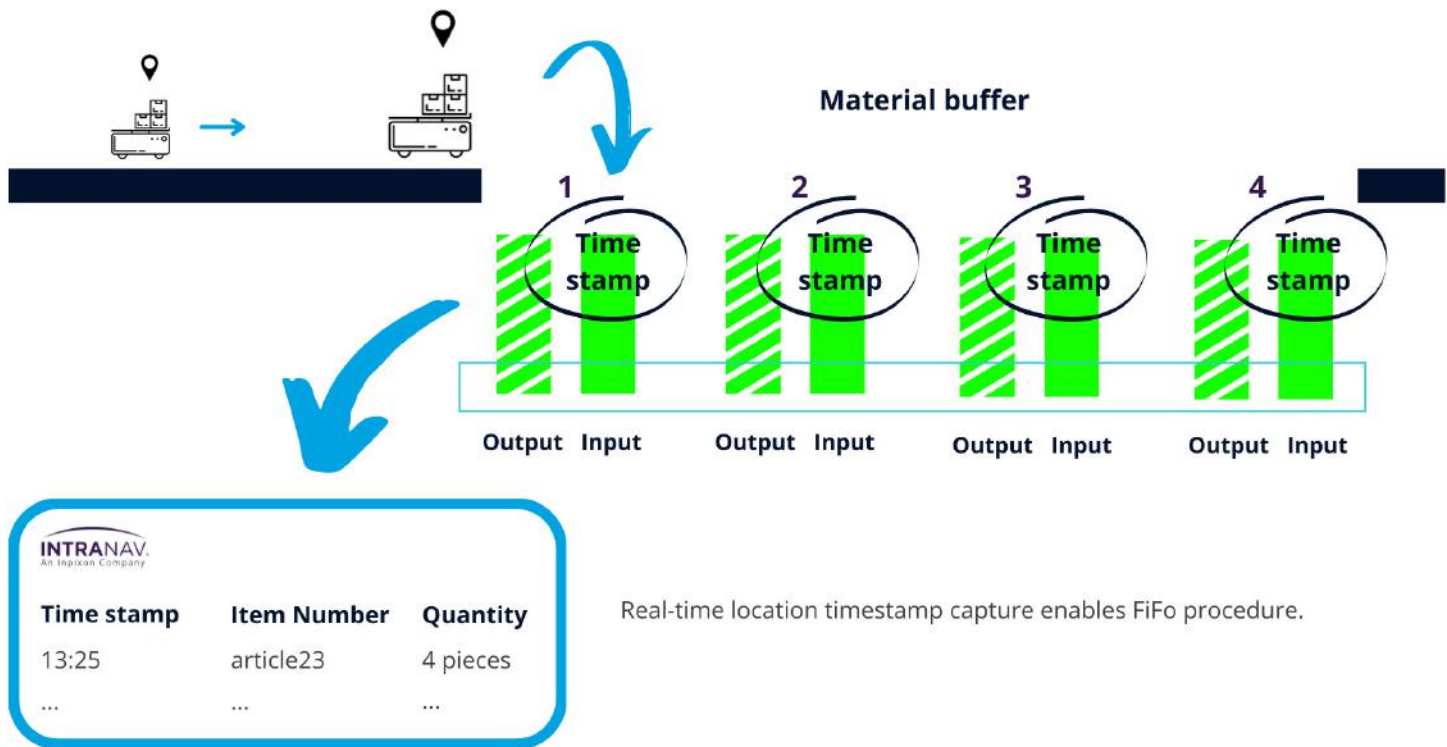 Material buffer
1 2 3 4
Time stamp
Time stamp
Time stamp
Time stamp
Output Input Output Input Output Input Output Input
INTRANAV.
An Inpixon Company
Time stamp Item Number Quantity
13:25 article23 4 pieces
... ... ...
Real-time location timestamp capture enables FiFo procedure.